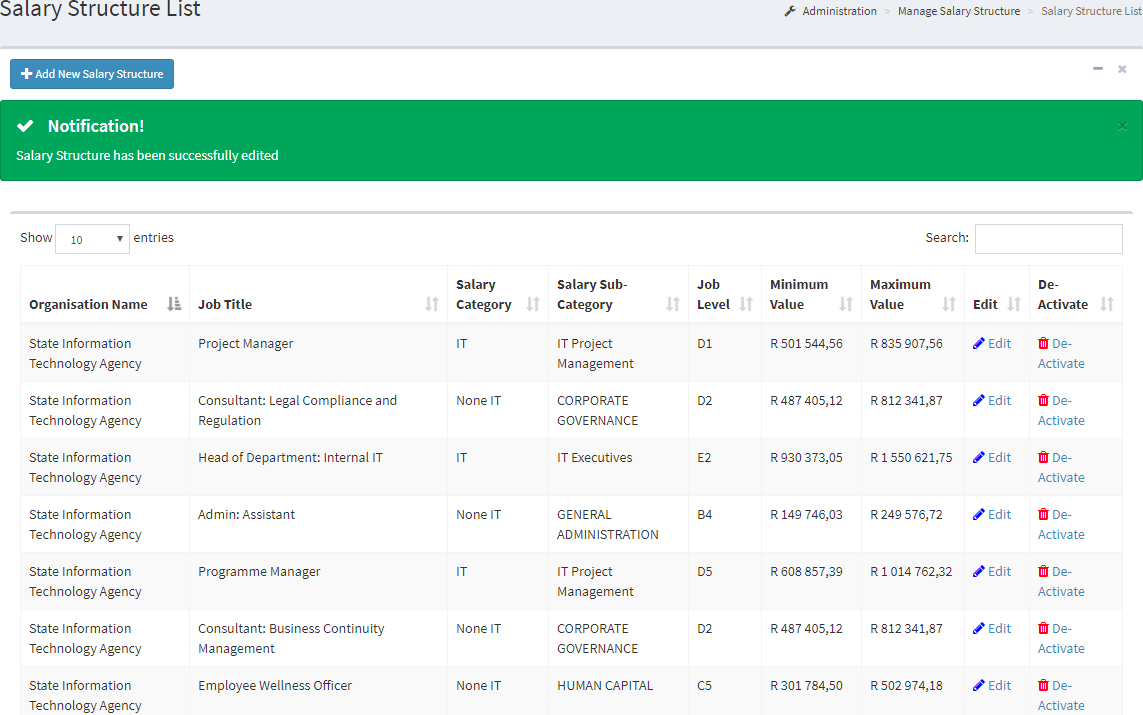 Salary Structure List
Administration > Manage Salary Structure > Salary Structure List
Add New Salary Structure
Notification!
Salary Structure has been successfully edited
Show 10 entries Search:
Organisation Name Job Title Salary Category Salary Sub-Category Job Level Minimum Value Maximum Value Edit De-Activate
State Information Technology Agency Project Manager IT IT Project Management D1 R 501 544,56 R 835 907,56 Edit De-Activate
State Information Technology Agency Consultant: Legal Compliance and Regulation None IT CORPORATE GOVERNANCE D2 R 487 405,12 R 812 341,87 Edit De-Activate
State Information Technology Agency Head of Department: Internal IT IT IT Executives E2 R 930 373,05 R 1 550 621,75 Edit De-Activate
State Information Technology Agency Admin: Assistant None IT GENERAL ADMINISTRATION B4 R 149 746,03 R 249 576,72 Edit De-Activate
State Information Technology Agency Programme Manager IT IT Project Management D5 R 608 857,39 R 1 014 762,32 Edit De-Activate
State Information Technology Agency Consultant: Business Continuity Management None IT CORPORATE GOVERNANCE D2 R 487 405,12 R 812 341,87 Edit De-Activate
State Information Technology Agency Employee Wellness Officer None IT HUMAN CAPITAL C5 R 301 784,50 R 502 974,18 Edit De-Activate